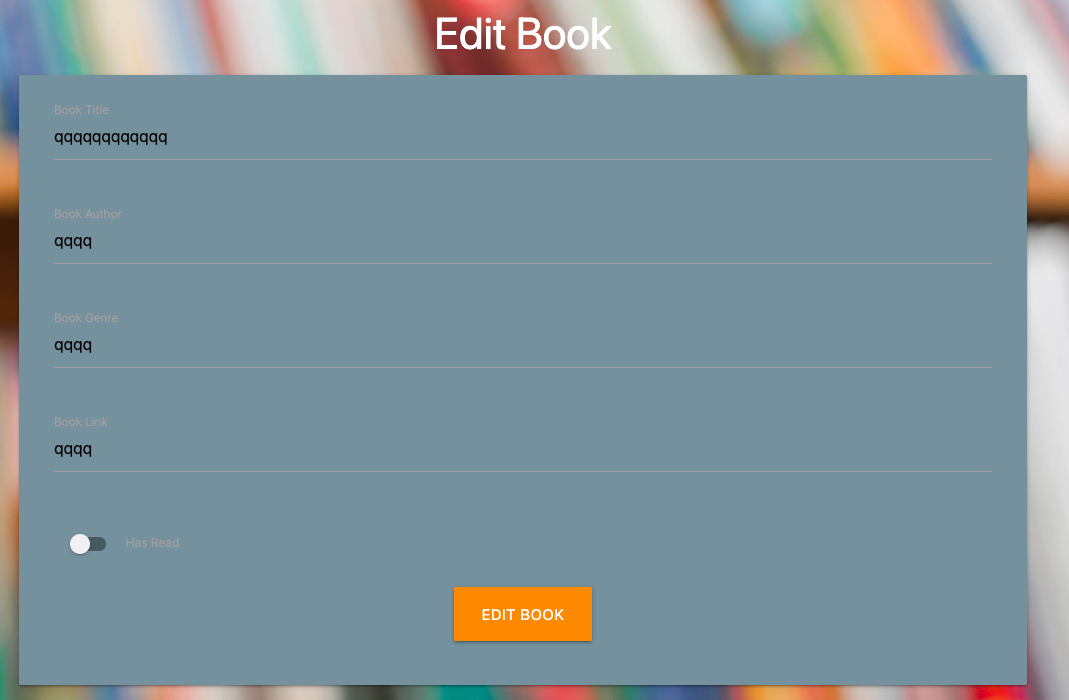 Edit Book
Book Title
qqqqqqqqqqqq
Book Author
qqqq
Book Genre
qqqq
Book Link
qqqq
Has Read
EDIT BOOK